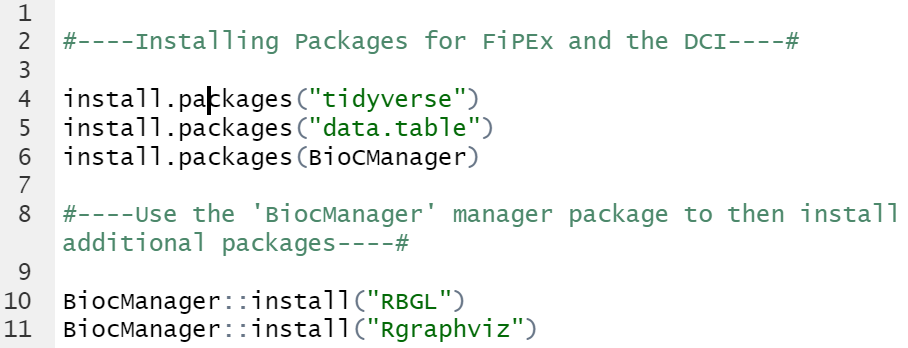 1
2 #----Installing Packages for FiPEx and the DCI----#
3
4 install.packages("tidyverse")
5 install.packages("data.table")
6 install.packages(BioCManager)
7
8 #----Use the 'BiocManager' manager package to then install
additional packages----#
9
10 BiocManager::install("RBGL")
11 BiocManager::install("Rgraphviz")